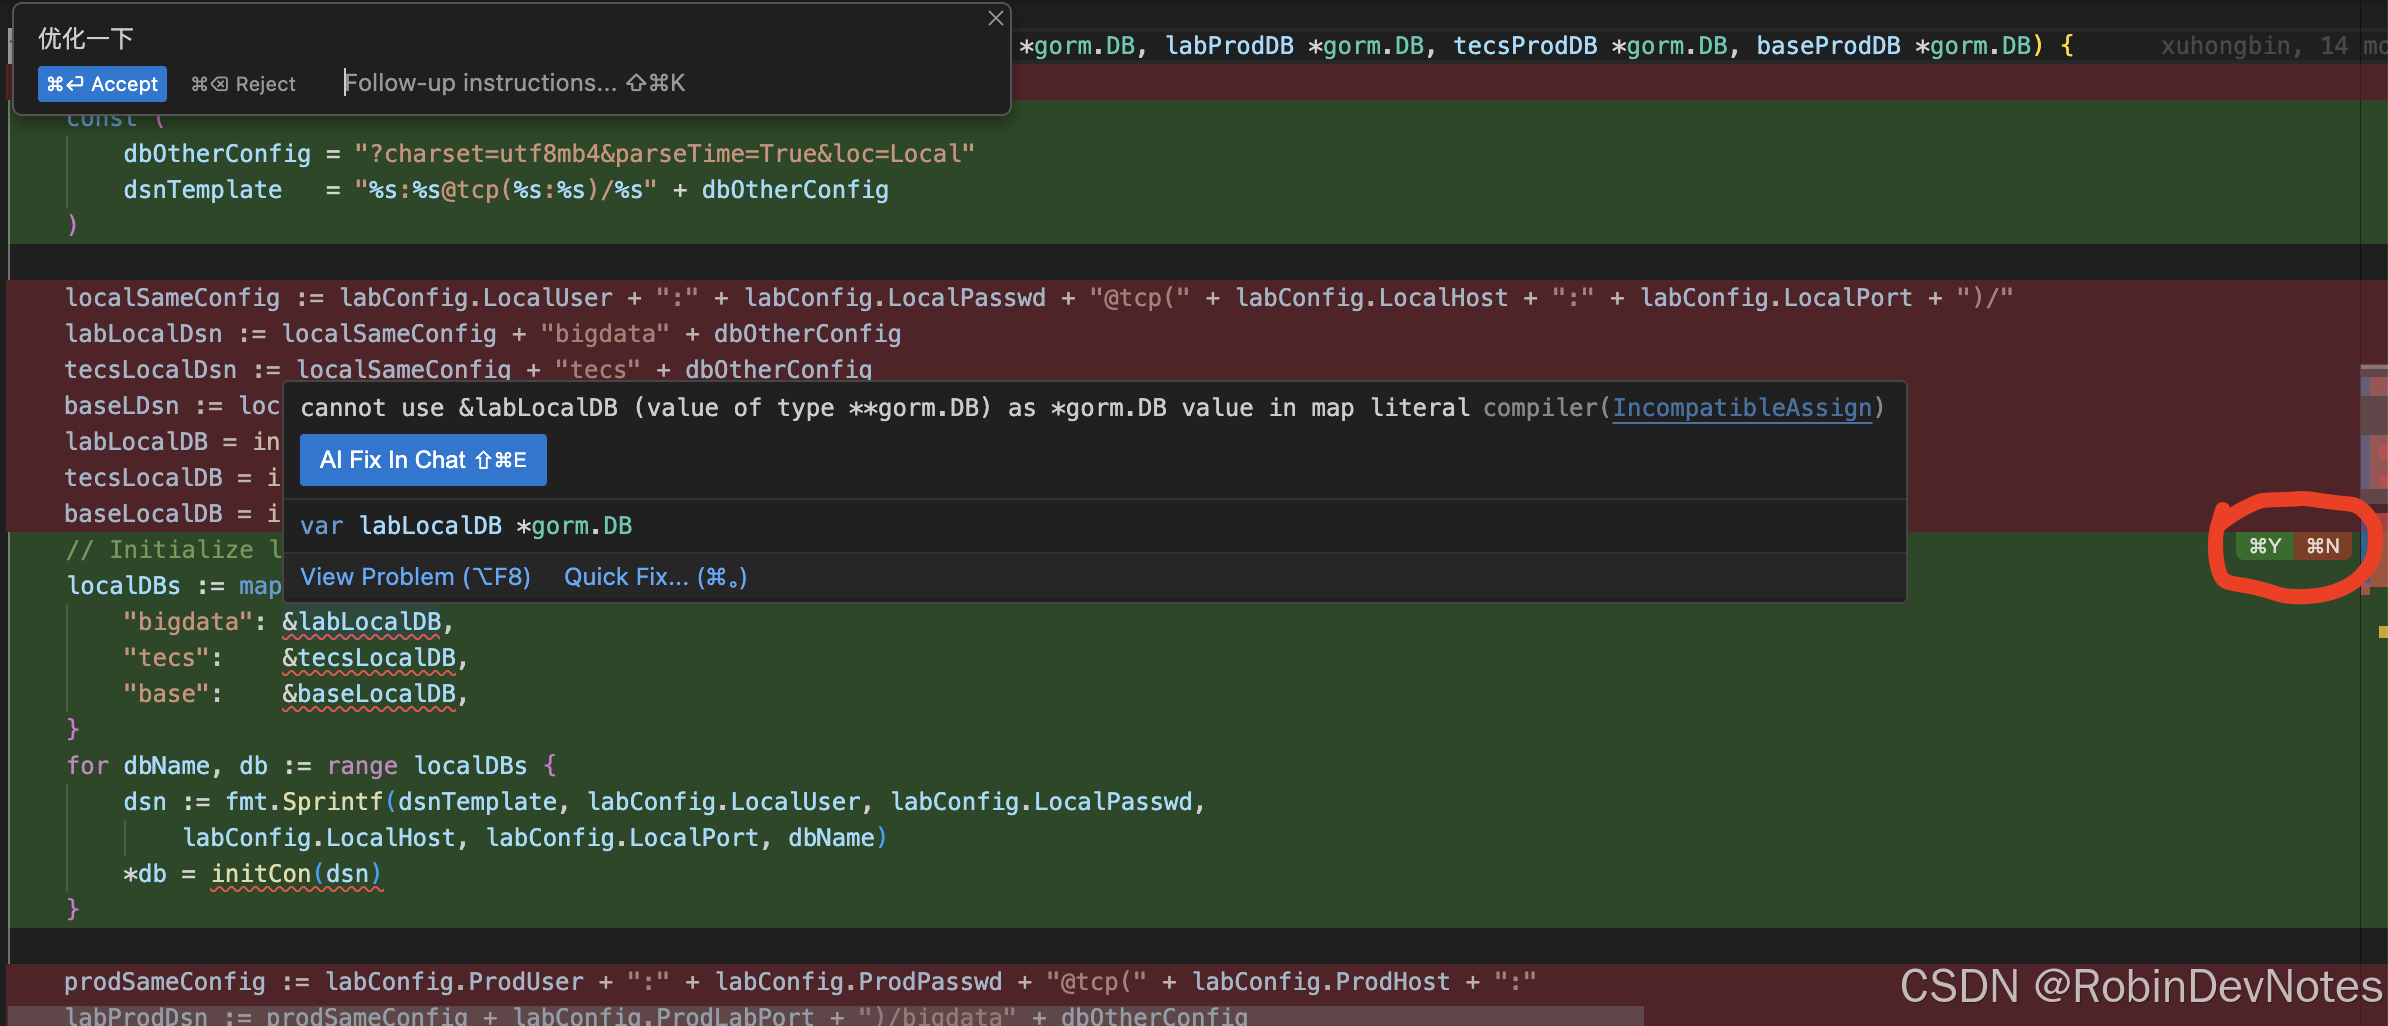 优化一下
⌘⏎ Accept ⌘⌫ Reject Follow-up instructions... ⇧⌘K
*gorm.DB, labProdDB *gorm.DB, tecsProdDB *gorm.DB, baseProdDB *gorm.DB) { xuhongbin, 14 mo
const (
dbOtherConfig = "?charset=utf8mb4&parseTime=True&loc=Local"
dsnTemplate = "%s:%s@tcp(%s:%s)/%s" + dbOtherConfig
)
localSameConfig := labConfig.LocalUser + ":" + labConfig.LocalPasswd + "@tcp(" + labConfig.LocalHost + ":" + labConfig.LocalPort + ")/"
labLocalDsn := localSameConfig + "bigdata" + dbOtherConfig
tecsLocalDsn := localSameConfig + "tecs" + dbOtherConfig
baseLDsn := loc
labLocalDB = in
tecsLocalDB = i
baseLocalDB = i
cannot use &labLocalDB (value of type **gorm.DB) as *gorm.DB value in map literal compiler(IncompatibleAssign)
AI Fix In Chat ⇧⌘E
var labLocalDB *gorm.DB
View Problem (⌥F8) Quick Fix... (⌘。)
// Initialize l
⌘Y ⌘N
localDBs := map
"bigdata": &labLocalDB,
"tecs": &tecsLocalDB,
"base": &baseLocalDB,
}
for dbName, db := range localDBs {
dsn := fmt.Sprintf(dsnTemplate, labConfig.LocalUser, labConfig.LocalPasswd,
labConfig.LocalHost, labConfig.LocalPort, dbName)
*db = initCon(dsn)
}
prodSameConfig := labConfig.ProdUser + ":" + labConfig.ProdPasswd + "@tcp(" + labConfig.ProdHost + ":"
labProdDsn := prodSameConfig + labConfig.ProdLabPort + ")/bigdata" + dbOtherConfig
CSDN @RobinDevNotes